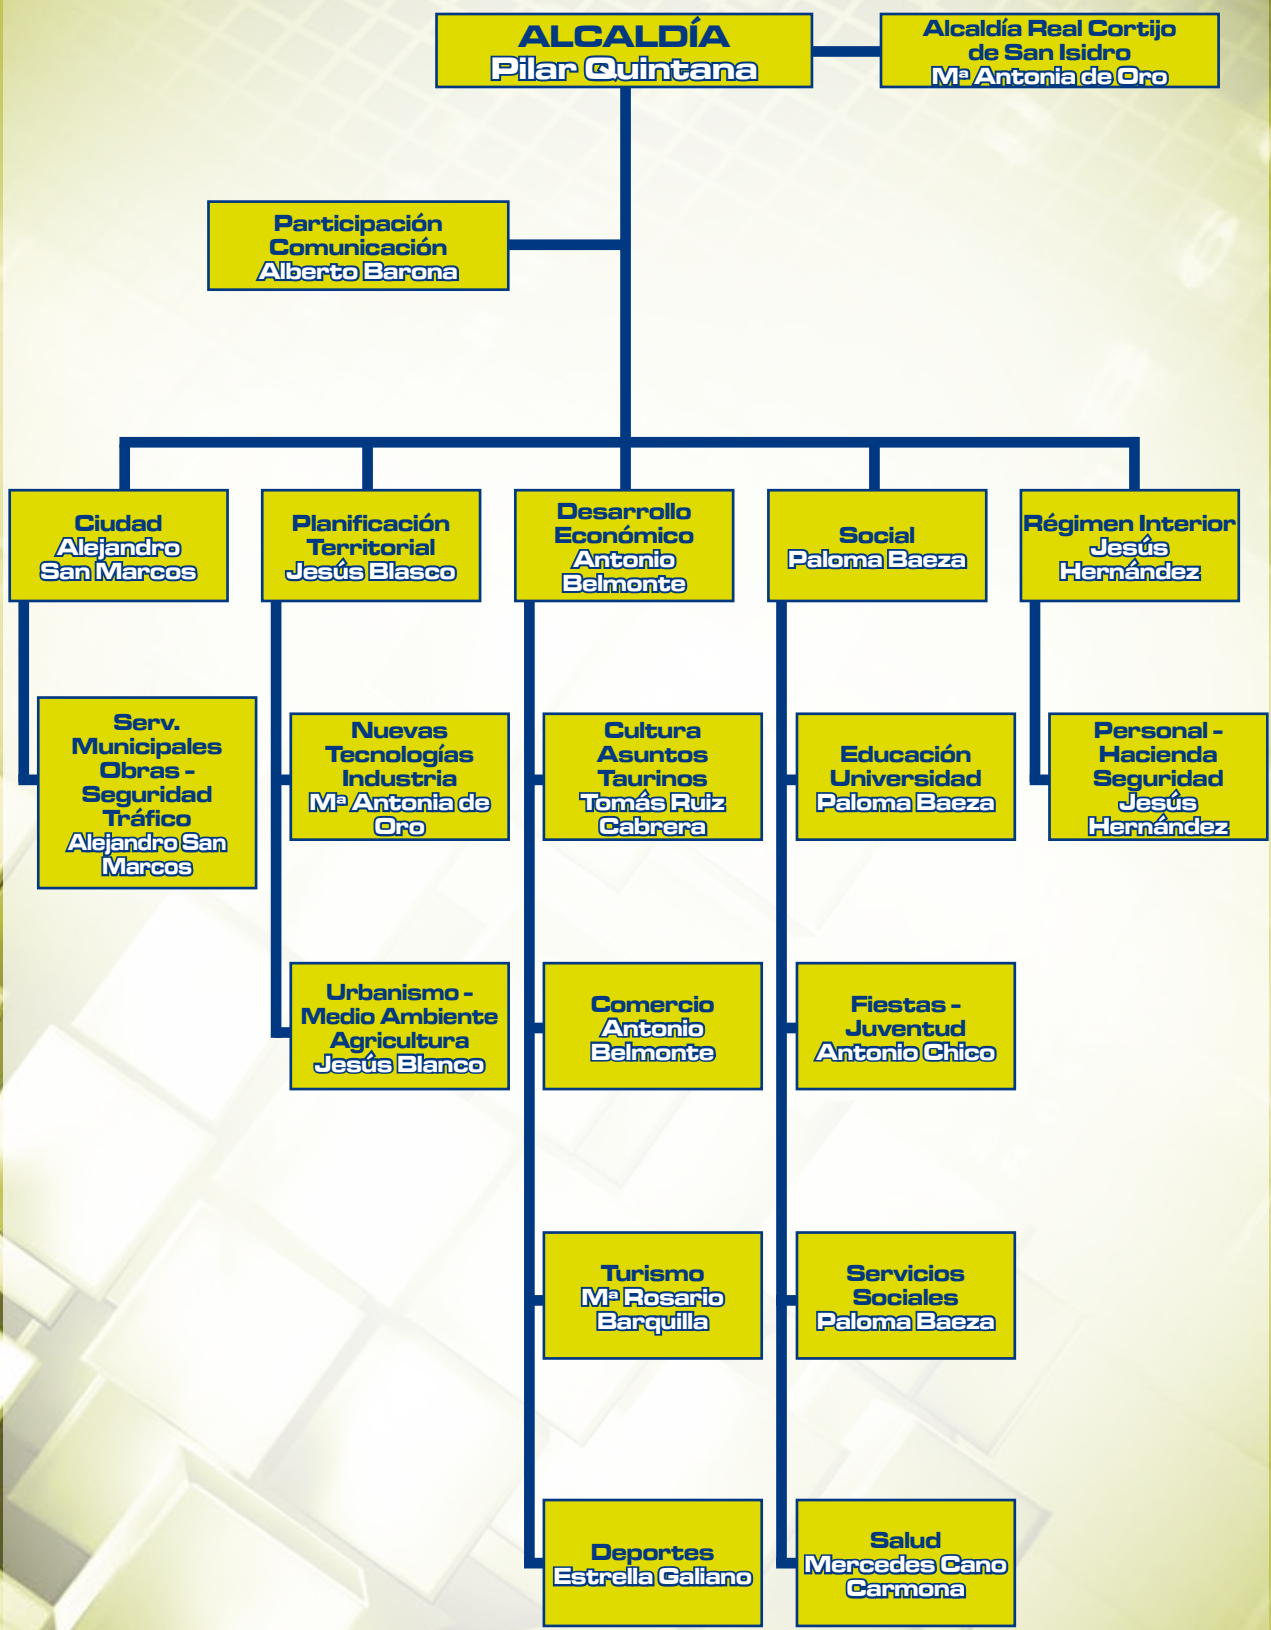 ALCALDÍA
Pilar Quintana
Alcaldía Real Cortijo
de San Isidro
Mª Antonia de Oro
Participación
Comunicación
Alberto Barona
Ciudad
Alejandro
San Marcos
Planificación
Territorial
Jesús Blasco
Desarrollo
Económico
Antonio
Belmonte
Social
Paloma Baeza
Régimen Interior
Jesús
Hernández
Serv.
Municipales
Obras -
Seguridad
Tráfico
Alejandro San
Marcos
Nuevas
Tecnologías
Industria
Mª Antonia de
Oro
Cultura
Asuntos
Taurinos
Tomás Ruiz
Cabrera
Educación
Universidad
Paloma Baeza
Personal -
Hacienda
Seguridad
Jesús
Hernández
Urbanismo -
Medio Ambiente
Agricultura
Jesús Blanco
Comercio
Antonio
Belmonte
Fiestas -
Juventud
Antonio Chico
Turismo
Mª Rosario
Barquilla
Servicios
Sociales
Paloma Baeza
Deportes
Estrella Galiano
Salud
Mercedes Cano
Carmona